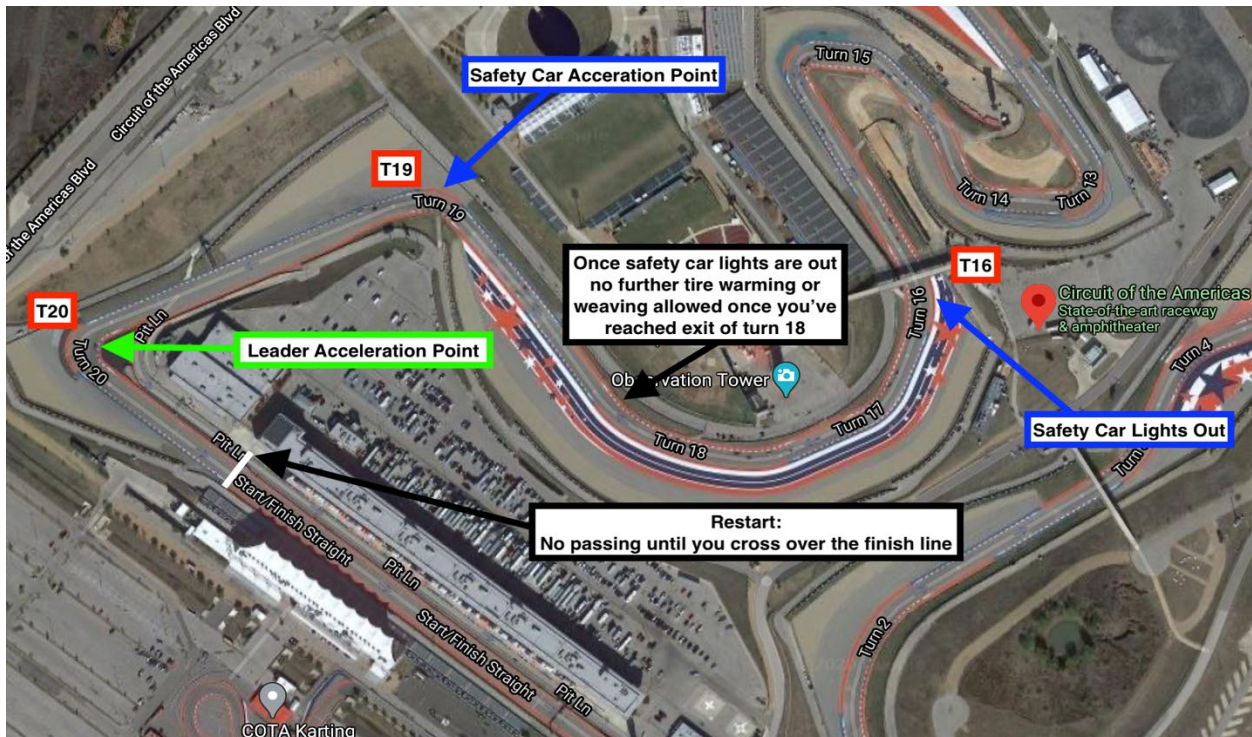 Circuit of the Americas Blvd
of the Americas Blvd
Safety Car Acceration Point
T19
Turn 19
Turn 15
Turn 14
Turn 13
Once safety car lights are out
no further tire warming or
weaving allowed once you've
reached exit of turn 18
T16
Turn 16
Circuit of the Americas
State-of-the-art raceway
& amphitheater
T20
Pit Ln
Turn 20
Leader Acceleration Point
Observation Tower
Turn 4
Turn 17
Turn 18
Safety Car Lights Out
Pit Ln
Start/Finish Straight
Restart:
No passing until you cross over the finish line
Pit Ln
Start/Finish Straight
Pit Ln
Turn 2
COTA Karting